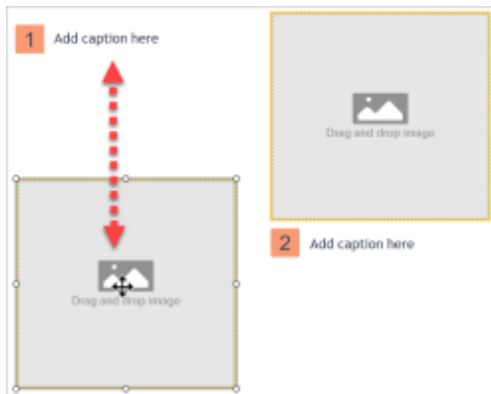 1 Add caption here
Drag and drop image
Drag and drop image
2 Add caption here